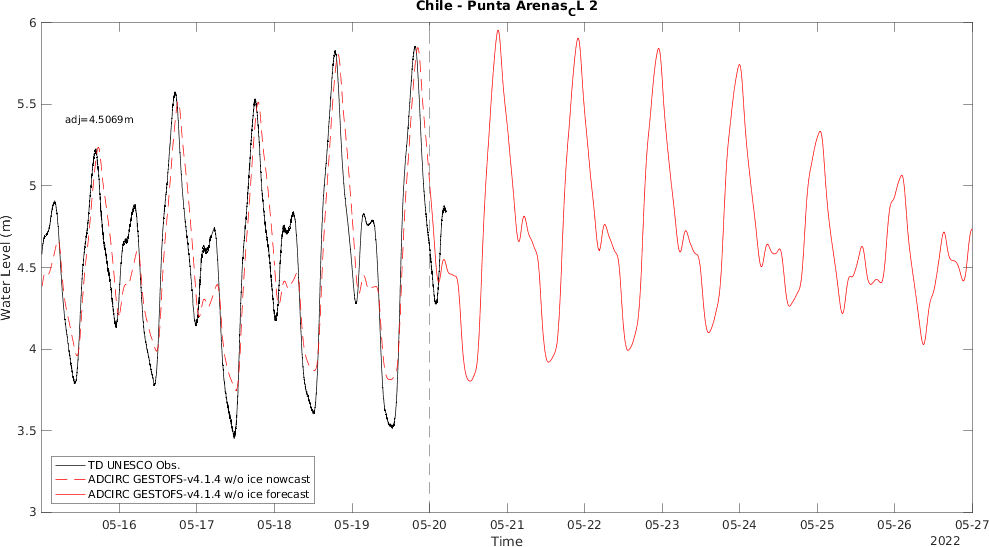 Chile - Punta Arenas_CL 2
6
5.5
5
4.5
4
3.5
3
Water Level (m)
adj=4.5069m
TD UNESCO Obs.
ADCIRC GESTOFS-v4.1.4 w/o ice nowcast
ADCIRC GESTOFS-v4.1.4 w/o ice forecast
05-16 05-17 05-18 05-19 05-20 05-21 05-22 05-23 05-24 05-25 05-26 05-27
Time
2022